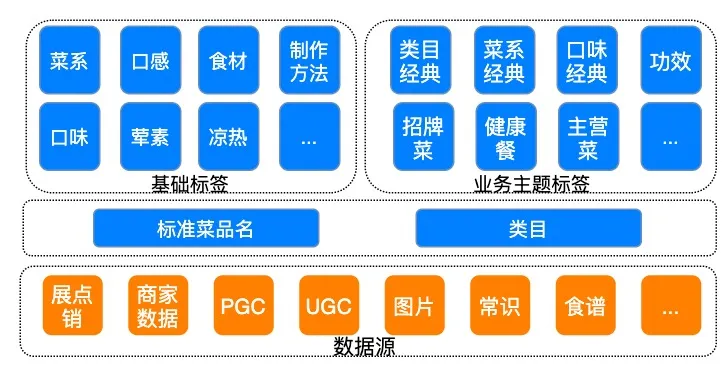 菜系
口感
食材
制作
方法
类目
经典
菜系
经典
口味
经典
功效
口味
荤素
凉热
...
招牌
菜
健康
餐
主营
菜
...
基础标签
业务主题标签
标准菜品名
类目
展点
销
商家
数据
PGC
UGC
图片
常识
食谱
...
数据源